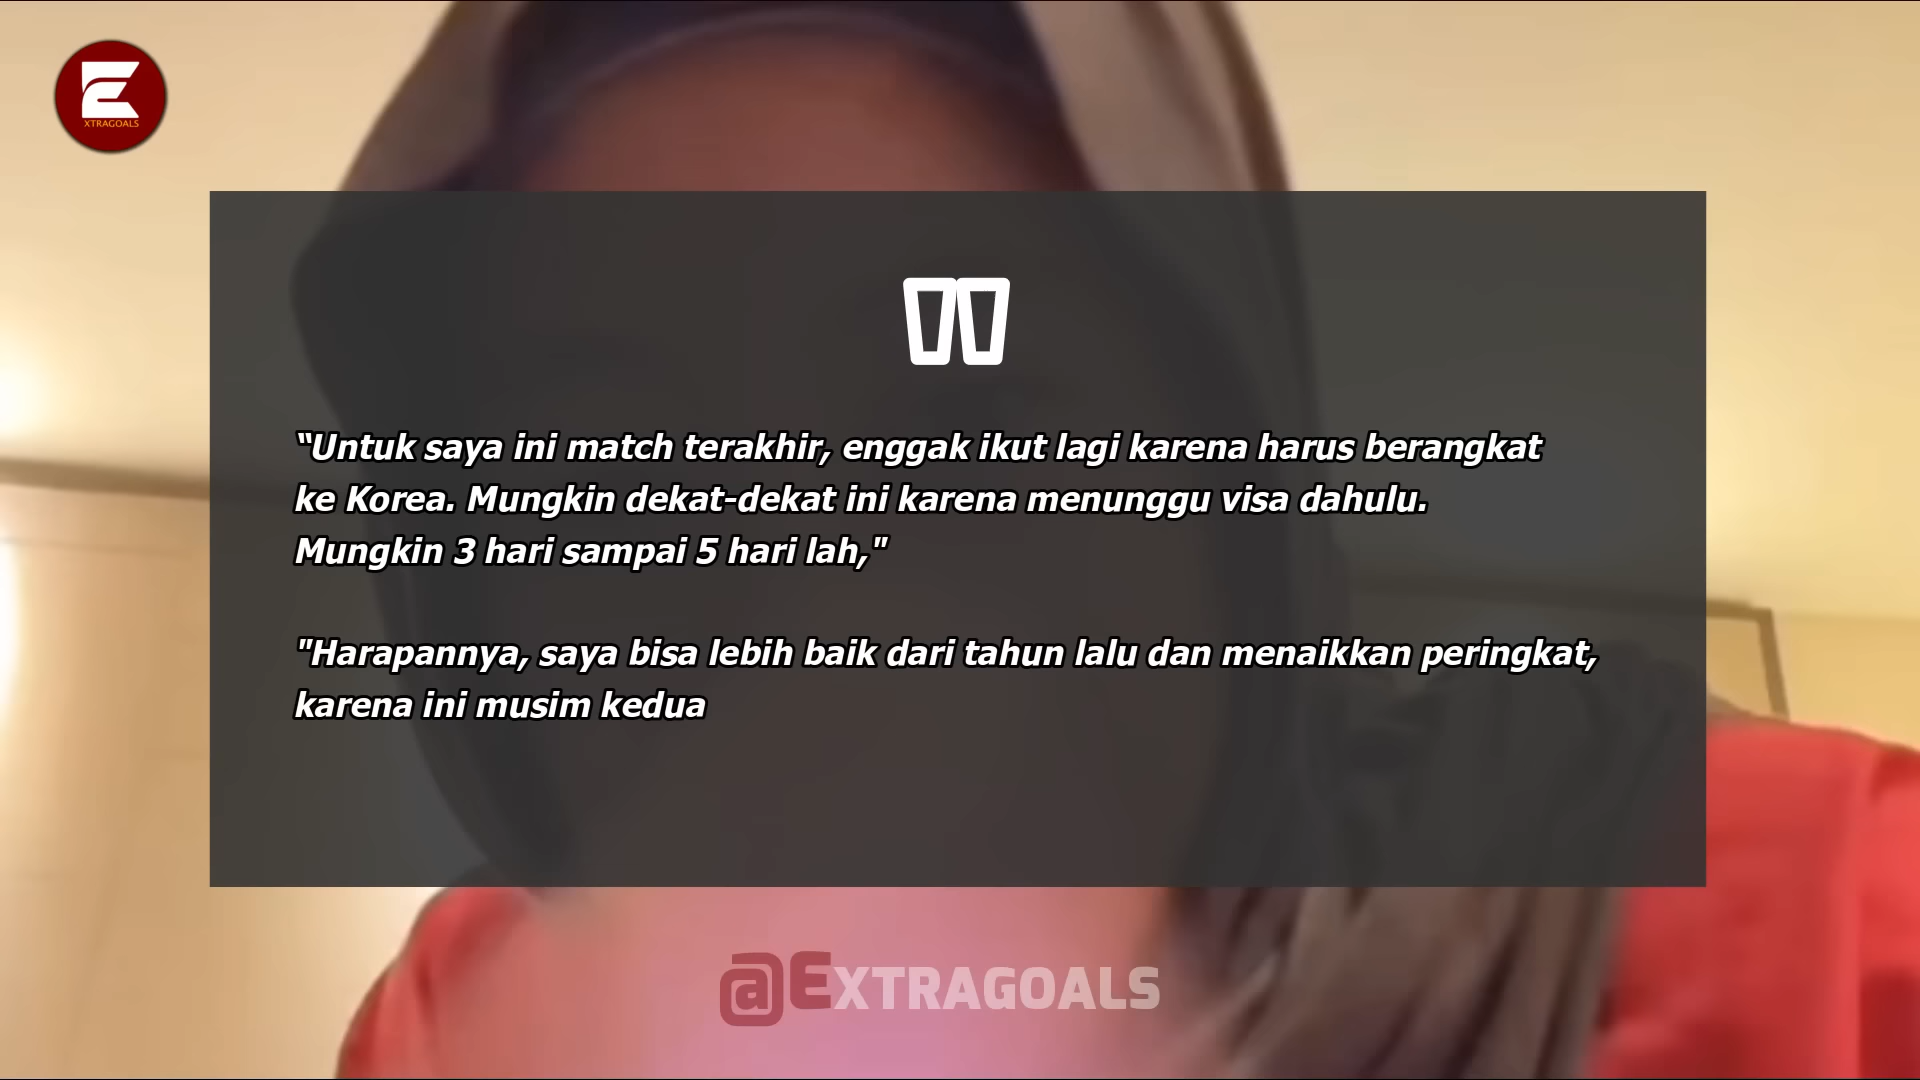 E
XTRAGOALS
“Untuk saya ini match terakhir, enggak ikut lagi karena harus berangkat
ke Korea. Mungkin dekat-dekat ini karena menunggu visa dahulu.
Mungkin 3 hari sampai 5 hari lah,"
"Harapannya, saya bisa lebih baik dari tahun lalu dan menaikkan peringkat,
karena ini musim kedua
@EXTRAGOALS